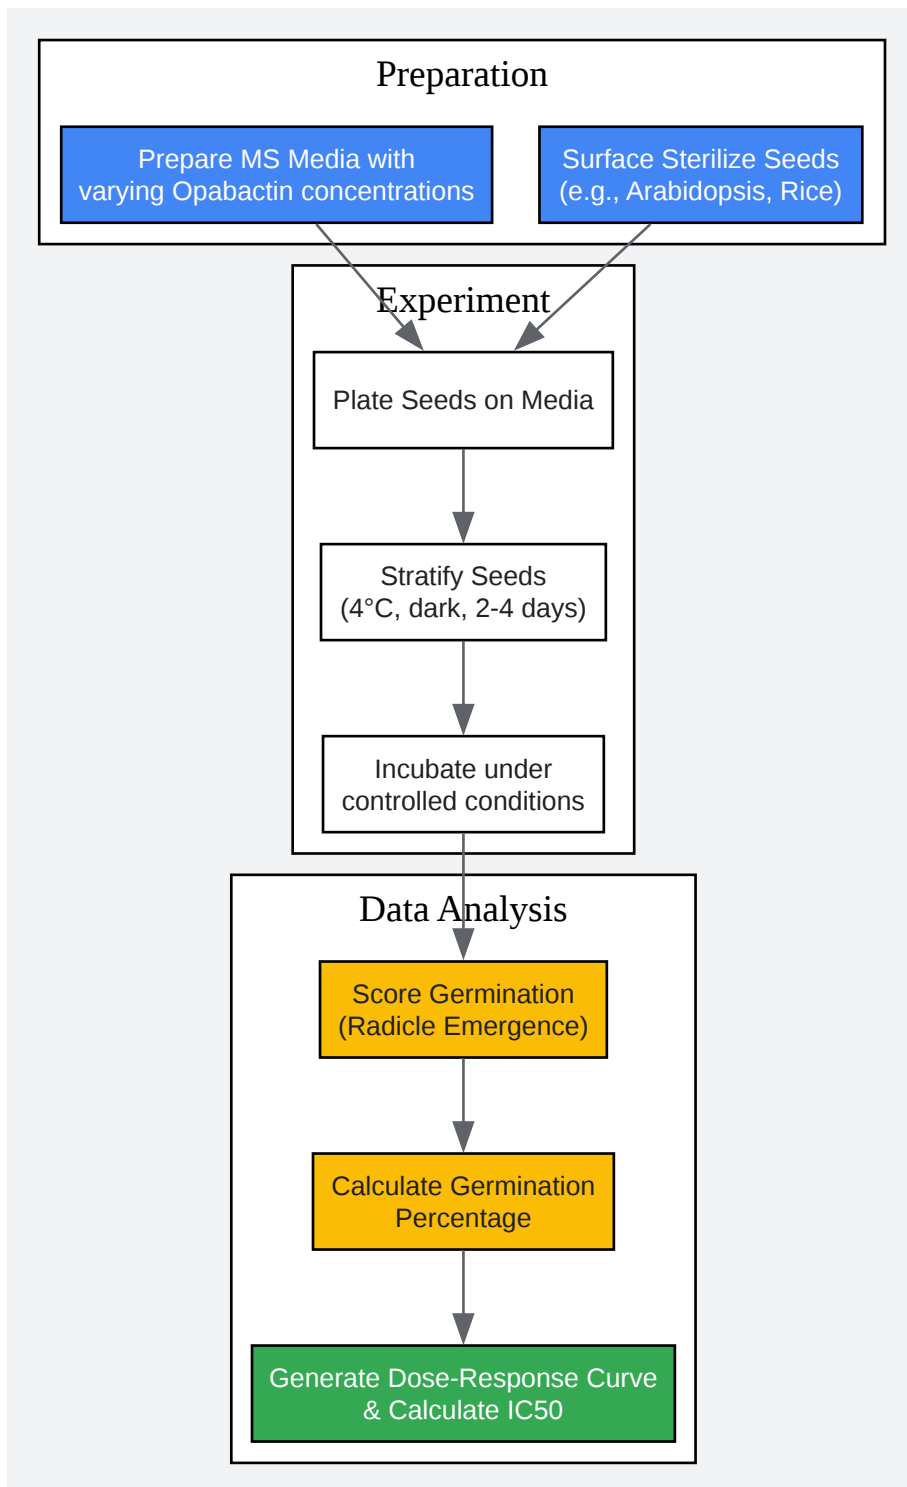 Preparation
Prepare MS Media with
varying Opabactin concentrations
Surface Sterilize Seeds
(e.g., Arabidopsis, Rice)
Experiment
Plate Seeds on Media
Stratify Seeds
(4°C, dark, 2-4 days)
Incubate under
controlled conditions
Data Analysis
Score Germination
(Radicle Emergence)
Calculate Germination
Percentage
Generate Dose-Response Curve
& Calculate IC50